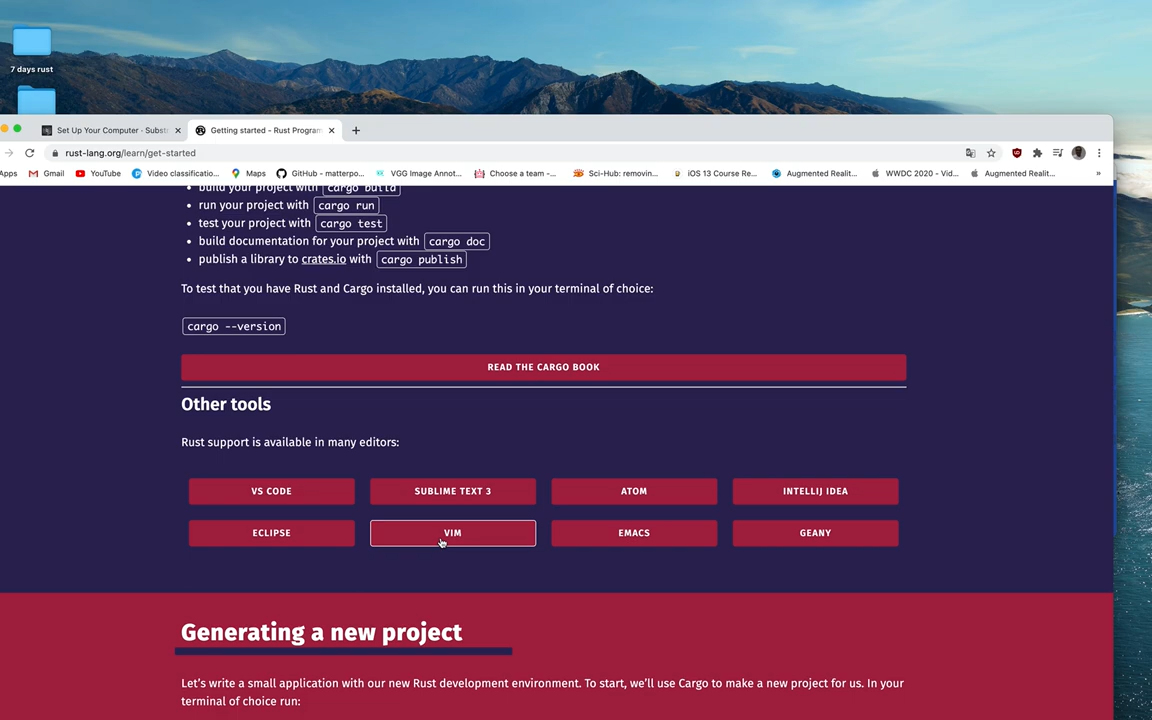 7 days rust
Set Up Your Computer · Subst
Getting started - Rust Program
rust-lang.org/learn/get-started
Apps
Gmail
YouTube
Video classificatio...
Maps
GitHub - matterpo...
VGG Image Annot...
Choose a team -...
Sci-Hub: removin...
iOS 13 Course Re...
Augmented Realit...
WWDC 2020 - Vid...
Augmented Realit...
»
build your project with cargo build
run your project with cargo run
test your project with cargo test
build documentation for your project with cargo doc
publish a library to crates.io with cargo publish
To test that you have Rust and Cargo installed, you can run this in your terminal of choice:
cargo --version
READ THE CARGO BOOK
Other tools
Rust support is available in many editors:
VS CODE
SUBLIME TEXT 3
ATOM
INTELLIJ IDEA
ECLIPSE
VIM
EMACS
GEANY
Generating a new project
Let's write a small application with our new Rust development environment. To start, we'll use Cargo to make a new project for us. In your
terminal of choice run: